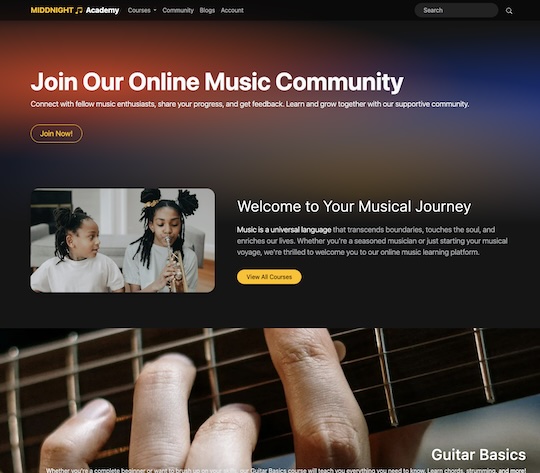 MIDDNIGHT 🎵 Academy Courses Community Blogs Account Search
Join Our Online Music Community
Connect with fellow music enthusiasts, share your progress, and get feedback. Learn and grow together with our supportive community.
Join Now!
Welcome to Your Musical Journey
Music is a universal language that transcends boundaries, touches the soul, and
enriches our lives. Whether you're a seasoned musician or just starting your musical
voyage, we're thrilled to welcome you to our online music learning platform.
View All Courses
Guitar Basics
Whether you're a complete beginner or want to brush up on your skills, our Guitar Basics course will teach you everything you need to know. Learn chords, strumming, and more!